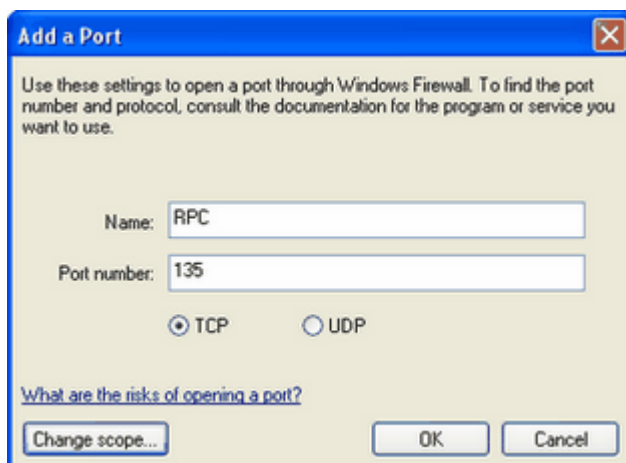 Add a Port
Use these settings to open a port through Windows Firewall. To find the port
number and protocol, consult the documentation for the program or service you
want to use.
Name: RPC
Port number: 135
TCP UDP
What are the risks of opening a port?
Change scope... OK Cancel